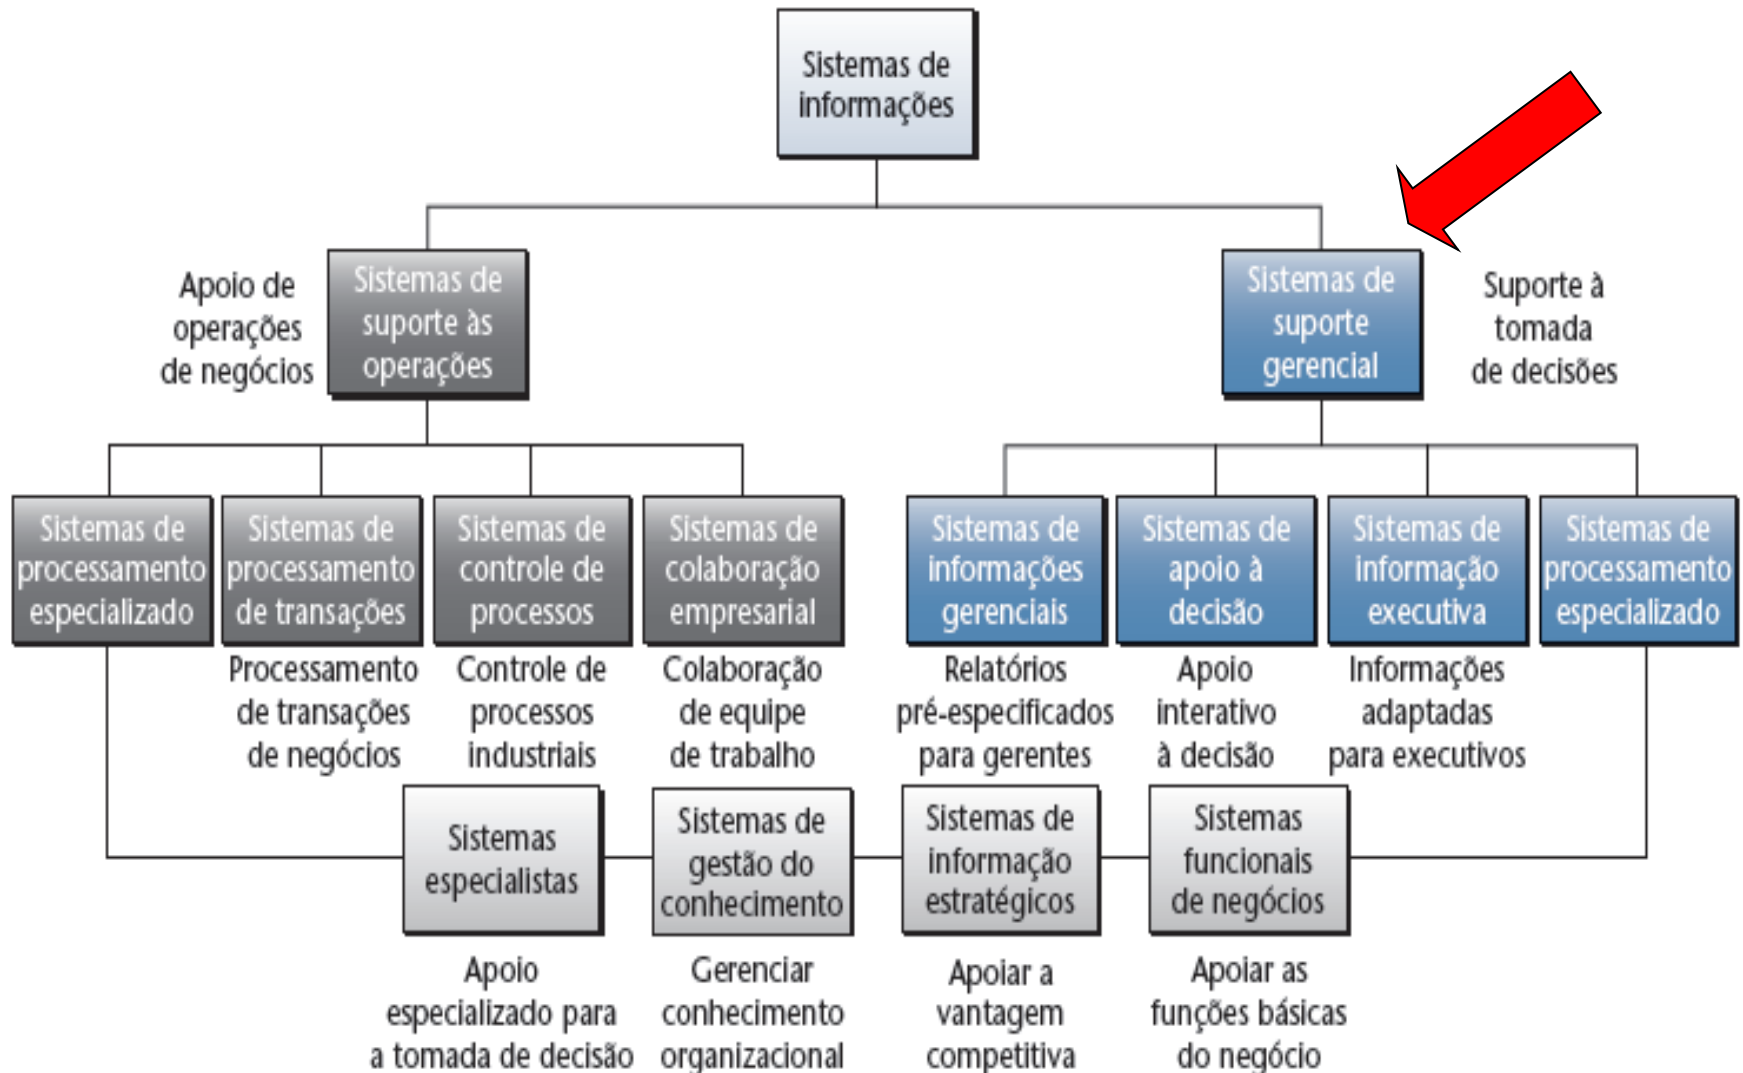 Sistemas de
informações
Apoio de
operações
de negócios
Sistemas de
suporte às
operações
Sistemas de
suporte
gerencial
Suporte à
tomada
de decisões
Sistemas de
processamento
especializado
Sistemas de
processamento
de transações
Sistemas de
controle de
processos
Sistemas de
colaboração
empresarial
Sistemas de
informações
gerenciais
Sistemas de
apoio à
decisão
Sistemas de
informação
executiva
Sistemas de
processamento
especializado
Processamento
de transações
de negócios
Controle de
processos
industriais
Colaboração
de equipe
de trabalho
Relatórios
pré-especificados
para gerentes
Apoio
interativo
à decisão
Informações
adaptadas
para executivos
Sistemas
especialistas
Sistemas de
gestão do
conhecimento
Sistemas de
informação
estratégicos
Sistemas
funcionais
de negócios
Apoio
especializado para
a tomada de decisão
Gerenciar
conhecimento
organizacional
Apoiar a
vantagem
competitiva
Apoiar as
funções básicas
do negócio